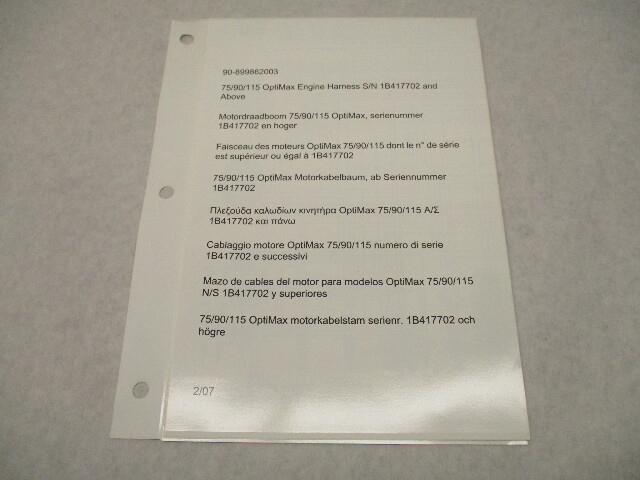 90-899862003
75/90/115 OptiMax Engine Harness S/N 1B417702 and
Above
Motordraadboom 75/90/115 OptiMax, serienummer
1B417702 en hoger
Faisceau des moteurs OptiMax 75/90/115 dont le n° de série
est supérieur ou égal à 1B417702
75/90/115 OptiMax Motorkabelbaum, ab Seriennummer
1B417702
Πλεξούδα καλωδίων κινητήρα OptiMax 75/90/115 Α/Σ
1B417702 και πάνω
Cablaggio motore OptiMax 75/90/115 numero di serie
1B417702 e successivi
Mazo de cables del motor para modelos OptiMax 75/90/115
N/S 1B417702 y superiores
75/90/115 OptiMax motorkabelstam serienr. 1B417702 och
högre
2/07